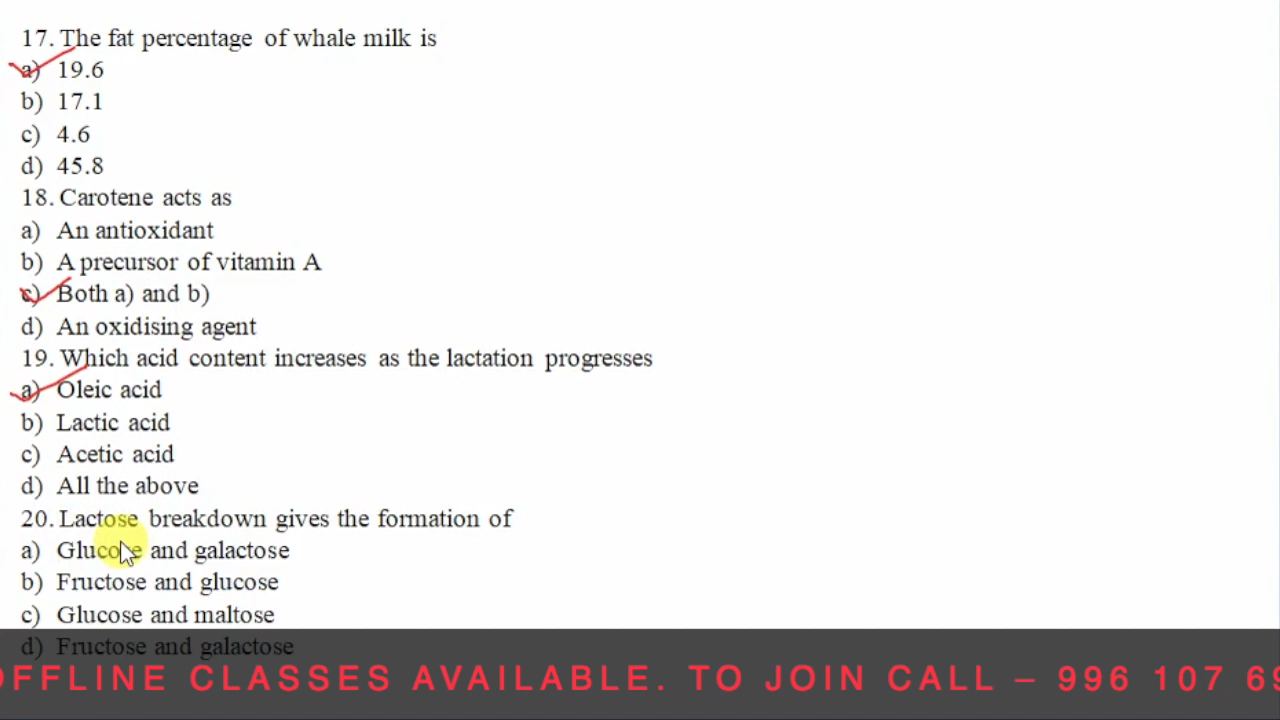 17. The fat percentage of whale milk is
a) 19.6
b) 17.1
c) 4.6
d) 45.8
18. Carotene acts as
a) An antioxidant
b) A precursor of vitamin A
c) Both a) and b)
d) An oxidising agent
19. Which acid content increases as the lactation progresses
a) Oleic acid
b) Lactic acid
c) Acetic acid
d) All the above
20. Lactose breakdown gives the formation of
a) Glucose and galactose
b) Fructose and glucose
c) Glucose and maltose
d) Fructose and galactose
OFFLINE CLASSES AVAILABLE. TO JOIN CALL – 996 107 69